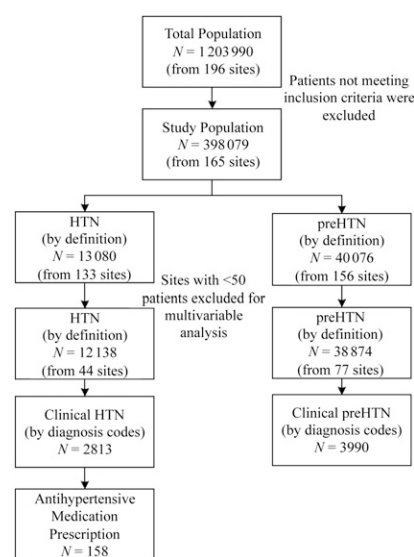 Total Population
N = 1 203 990
(from 196 sites)
Patients not meeting
inclusion criteria were
excluded
Study Population
N = 398 079
(from 165 sites)
HTN
(by definition)
N = 13 080
(from 133 sites)
preHTN
(by definition)
N = 40 076
(from 156 sites)
Sites with <50
patients excluded for
multivariable
analysis
HTN
(by definition)
N = 12 138
(from 44 sites)
preHTN
(by definition)
N = 38 874
(from 77 sites)
Clinical HTN
(by diagnosis codes)
N = 2813
Clinical preHTN
(by diagnosis codes)
N = 3990
Antihypertensive
Medication
Prescription
N = 158